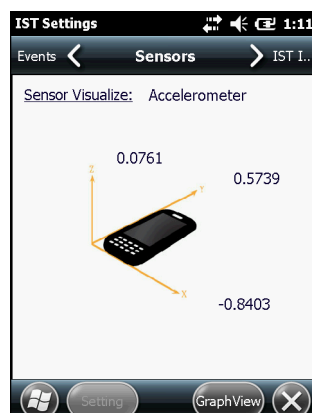 IST Settings 1:11
Events Sensors IST I..
Sensor Visualize: Accelerometer
0.0761
Z
Y
0.5739
X
-0.8403
Setting GraphView